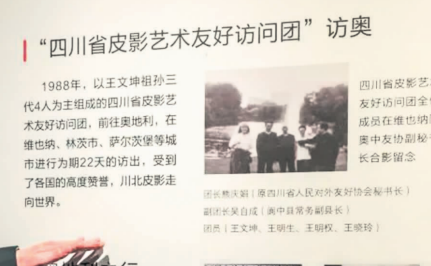 “四川省皮影艺术友好访问团”访奥
1988年，以王文坤祖孙三
代4人为主组成的四川省皮影艺
术友好访问团，前往奥地利，在
维也纳、林茨市、萨尔茨堡等城
市进行为期22天的访出，受到
了各国的高度赞誉，川北皮影走
向世界。
四川省皮影艺
友好访问团全
成员在维也纳
奥中友协副秘书
长合影留念
团长熊庆娟（原四川省人民对外友好协会秘书长）
副团长吴自成（阆中县常务副县长）
团员（王文坤、王明生、王明权、王晓玲）